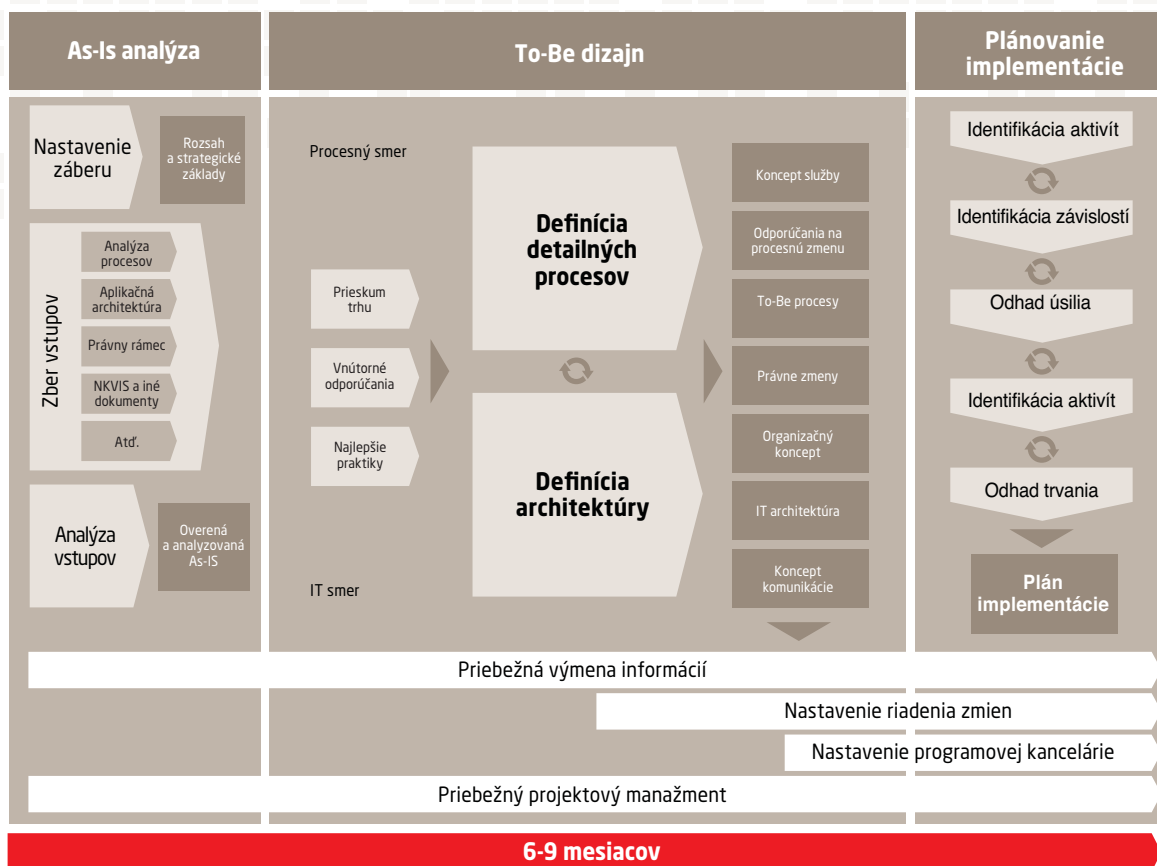 As-Is analýza
To-Be dizajn
Plánovanie
implementácie
Nastavenie
záberu
Rozsah
a strategické
základy
Zber vstupov
Analýza
procesov
Aplikačná
architektúra
Právny rámec
NKVIS a iné
dokumenty
Atď.
Analýza
vstupov
Overená
a analyzovaná
As-IS
Procesný smer
Prieskum
trhu
Vnútorné
odporúčania
Najlepšie
praktiky
IT smer
Definícia
detailných
procesov
Definícia
architektúry
Koncept služby
Odporúčania na
procesnú zmenu
To-Be procesy
Právne zmeny
Organizačný
koncept
IT architektúra
Koncept
komunikácie
Identifikácia aktivít
Identifikácia závislostí
Odhad úsilia
Identifikácia aktivít
Odhad trvania
Plán
implementácie
Priebežná výmena informácií
Nastavenie riadenia zmien
Nastavenie programovej kancelárie
Priebežný projektový manažment
6-9 mesiacov